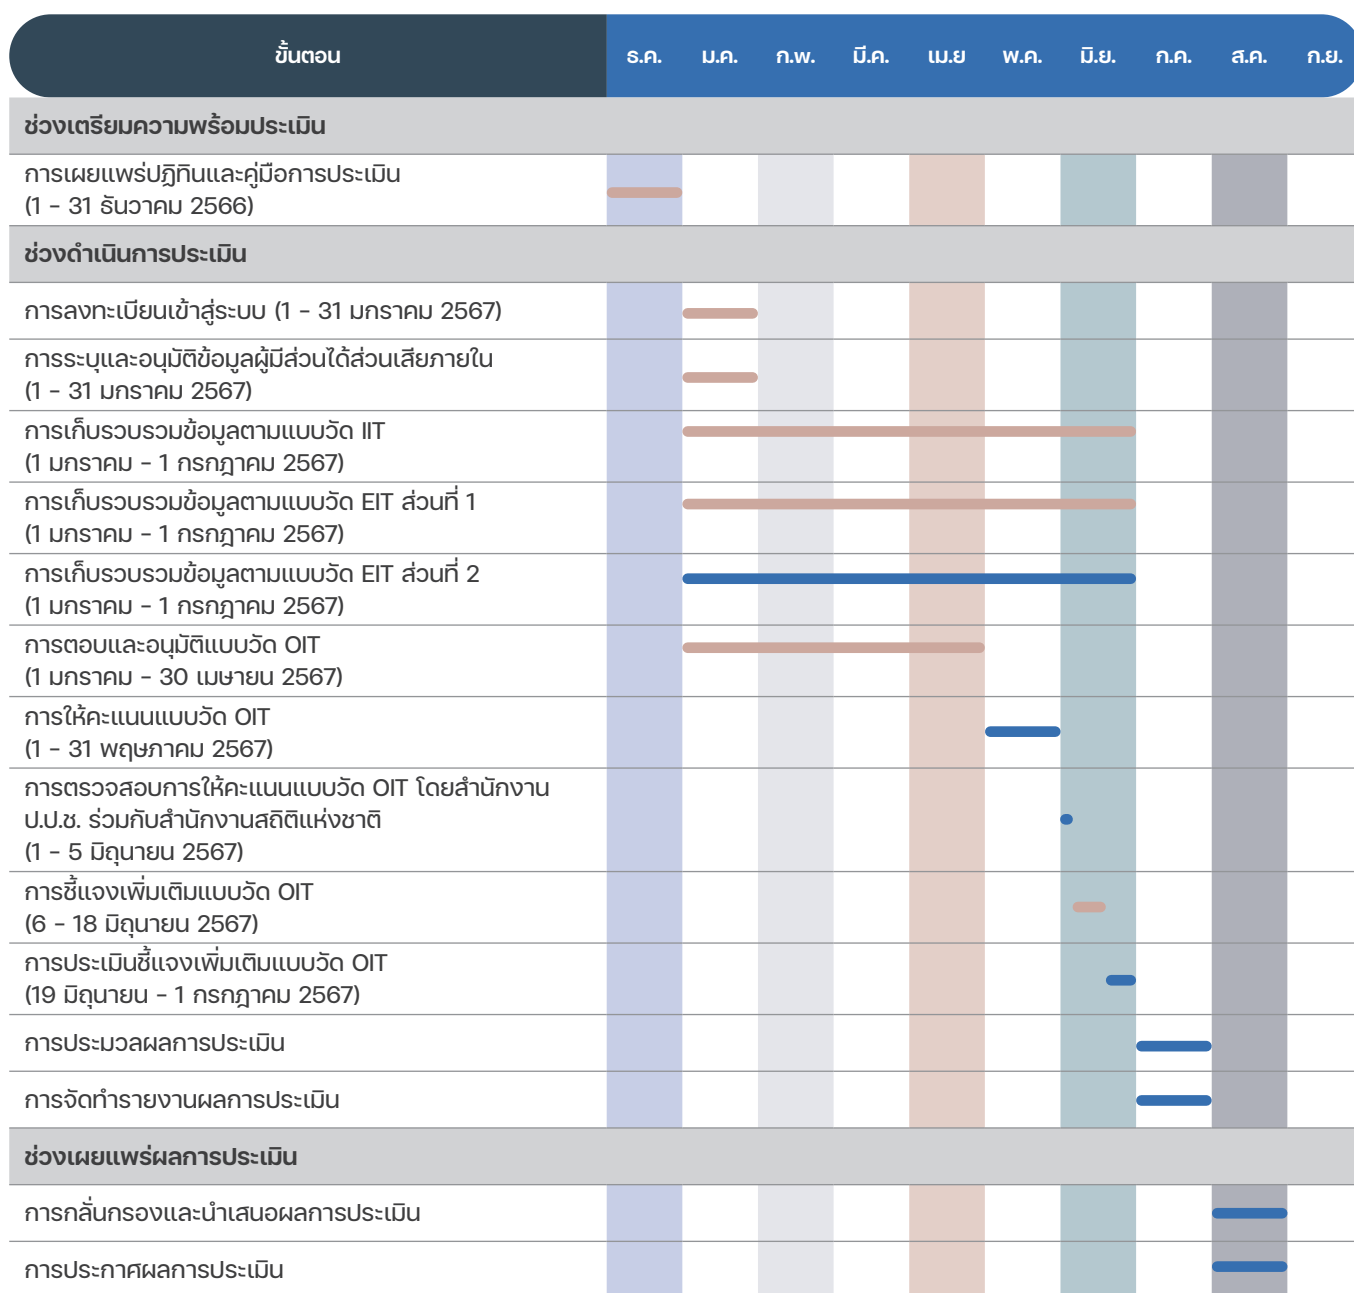 ขั้นตอน ธ.ค. ม.ค. ก.พ. มี.ค. เม.ย พ.ค. มิ.ย. ก.ค. ส.ค. ก.ย.
ช่วงเตรียมความพร้อมประเมิน
การเผยแพร่ปฏิทินและคู่มือการประเมิน
(1 - 31 ธันวาคม 2566)
ช่วงดำเนินการประเมิน
การลงทะเบียนเข้าสู่ระบบ (1 - 31 มกราคม 2567)
การระบุและอนุมัติข้อมูลผู้มีส่วนได้ส่วนเสียภายใน
(1 - 31 มกราคม 2567)
การเก็บรวบรวมข้อมูลตามแบบวัด IIT
(1 มกราคม - 1 กรกฎาคม 2567)
การเก็บรวบรวมข้อมูลตามแบบวัด EIT ส่วนที่ 1
(1 มกราคม - 1 กรกฎาคม 2567)
การเก็บรวบรวมข้อมูลตามแบบวัด EIT ส่วนที่ 2
(1 มกราคม - 1 กรกฎาคม 2567)
การตอบและอนุมัติแบบวัด OIT
(1 มกราคม - 30 เมษายน 2567)
การให้คะแนนแบบวัด OIT
(1 - 31 พฤษภาคม 2567)
การตรวจสอบการให้คะแนนแบบวัด OIT โดยสำนักงาน
ป.ป.ช. ร่วมกับสำนักงานสถิติแห่งชาติ
(1 - 5 มิถุนายน 2567)
การชี้แจงเพิ่มเติมแบบวัด OIT
(6 - 18 มิถุนายน 2567)
การประเมินชี้แจงเพิ่มเติมแบบวัด OIT
(19 มิถุนายน - 1 กรกฎาคม 2567)
การประมวลผลการประเมิน
การจัดทำรายงานผลการประเมิน
ช่วงเผยแพร่ผลการประเมิน
การกลั่นกรองและนำเสนอผลการประเมิน
การประกาศผลการประเมิน